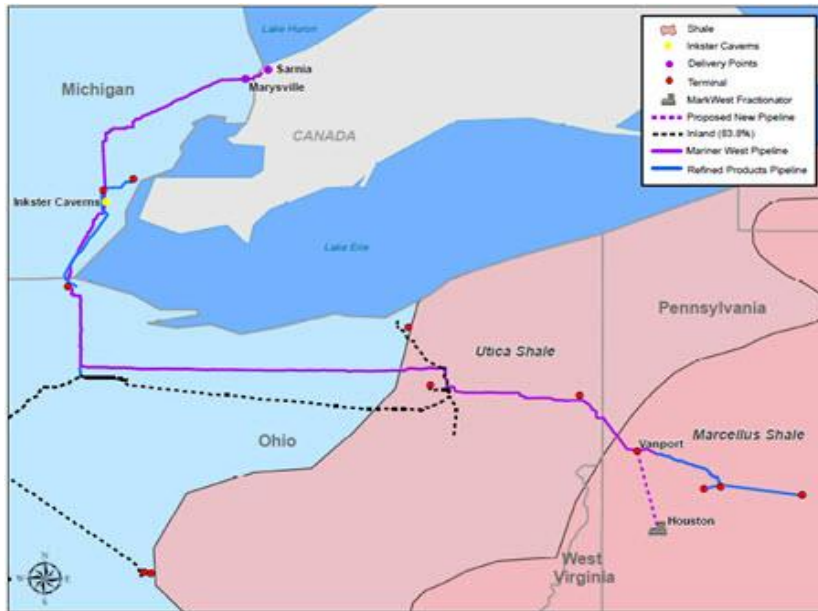 Lake Huron
Michigan
Sarnia
Marysville
CANADA
Inkster Caverns
Lake Erie
Shale
Inkster Caverns
Delivery Points
Terminal
MarkWest Fractionator
Proposed New Pipeline
Inland (83.8%)
Mariner West Pipeline
Refined Products Pipeline
Pennsylvania
Utica Shale
Ohio
Vanport
Marcellus Shale
Houston
West
Virginia
N
W
E
S